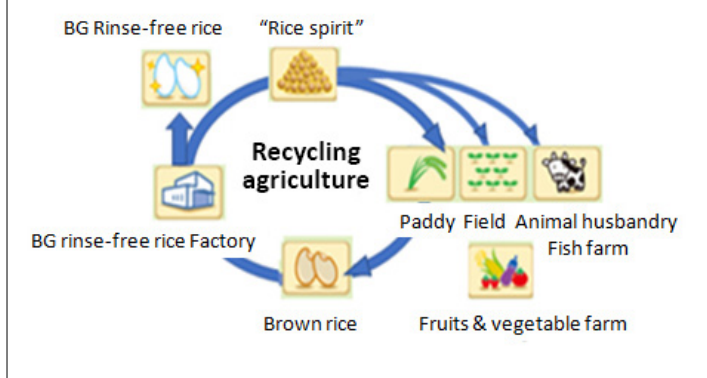 BG Rinse-free rice
“Rice spirit”
Recycling
agriculture
Paddy Field Animal husbandry
Fish farm
BG rinse-free rice Factory
Brown rice
Fruits & vegetable farm